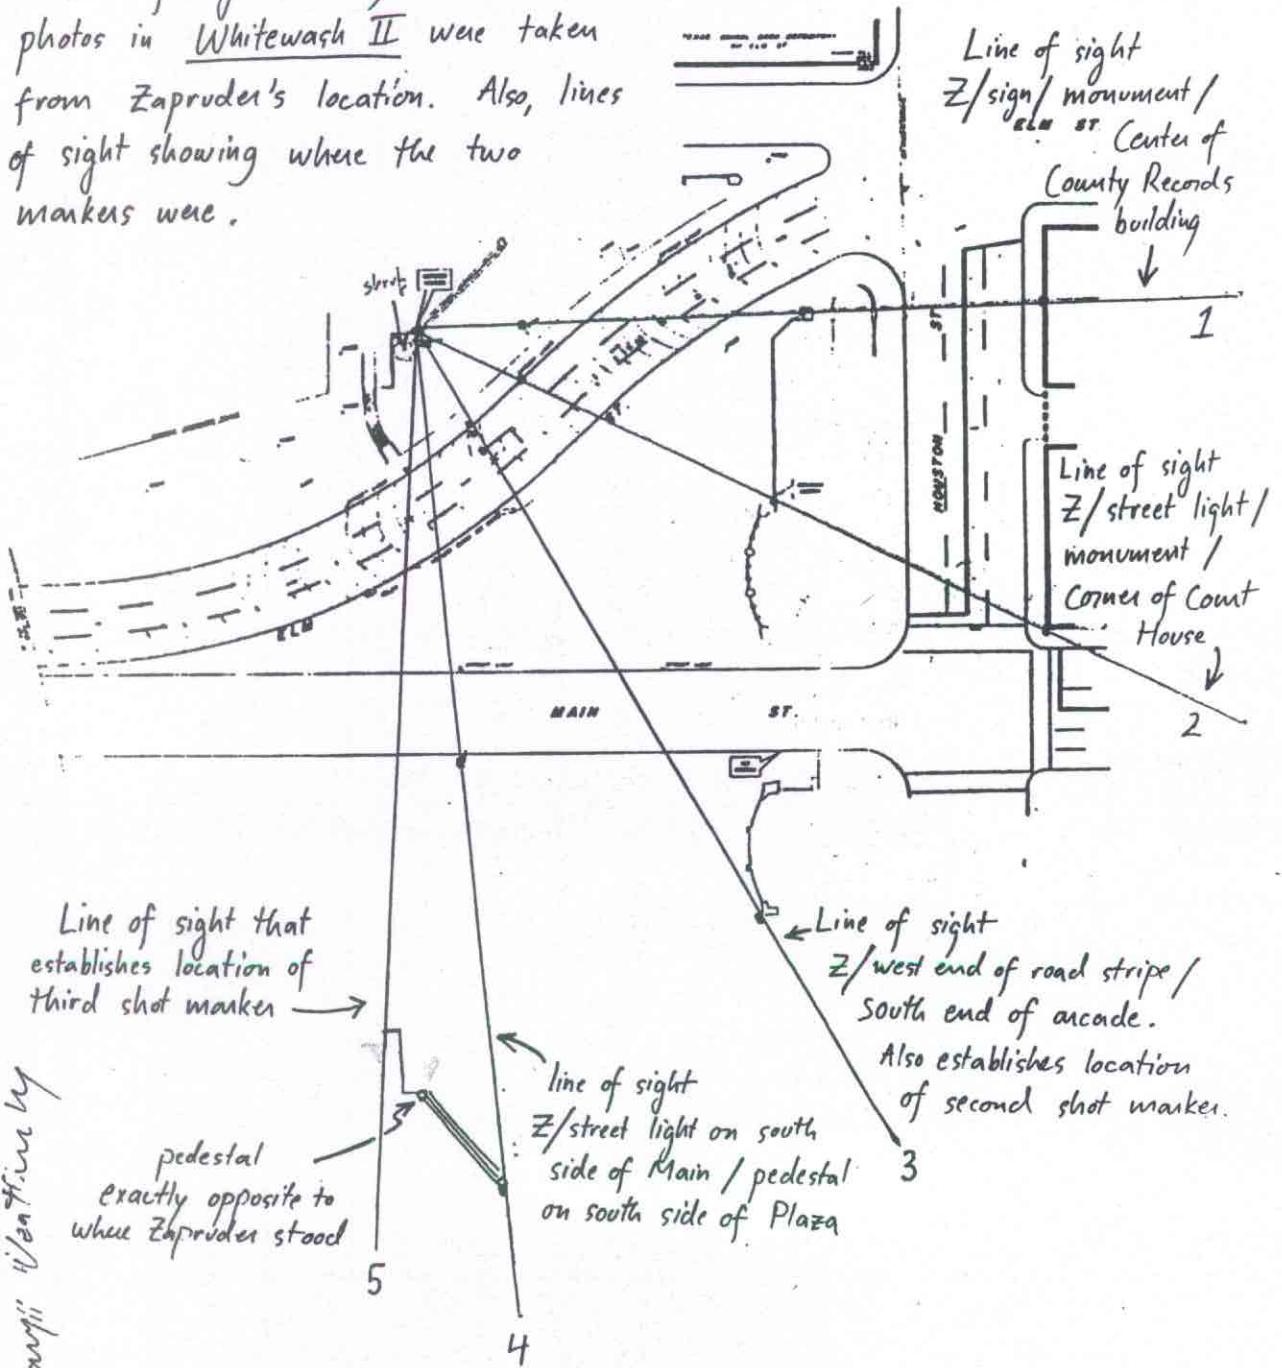 photos in Whitewash II were taken
from Zapruder's location. Also, lines
of sight showing where the two
markers were.
Line of sight
Z/sign/monument/
ELM ST.
Center of
County Records
building
1
ELM
ST
HOUSTON
Line of sight
Z/street light/
monument/
Corner of Court
House
2
ELM
MAIN ST.
Line of sight that
establishes location of
third shot marker
Line of sight
Z/west end of road stripe/
South end of arcade.
Also establishes location
of second shot marker.
3
line of sight
Z/street light on south
side of Main / pedestal
on south side of Plaza
pedestal
exactly opposite to
where Zapruder stood
5
4